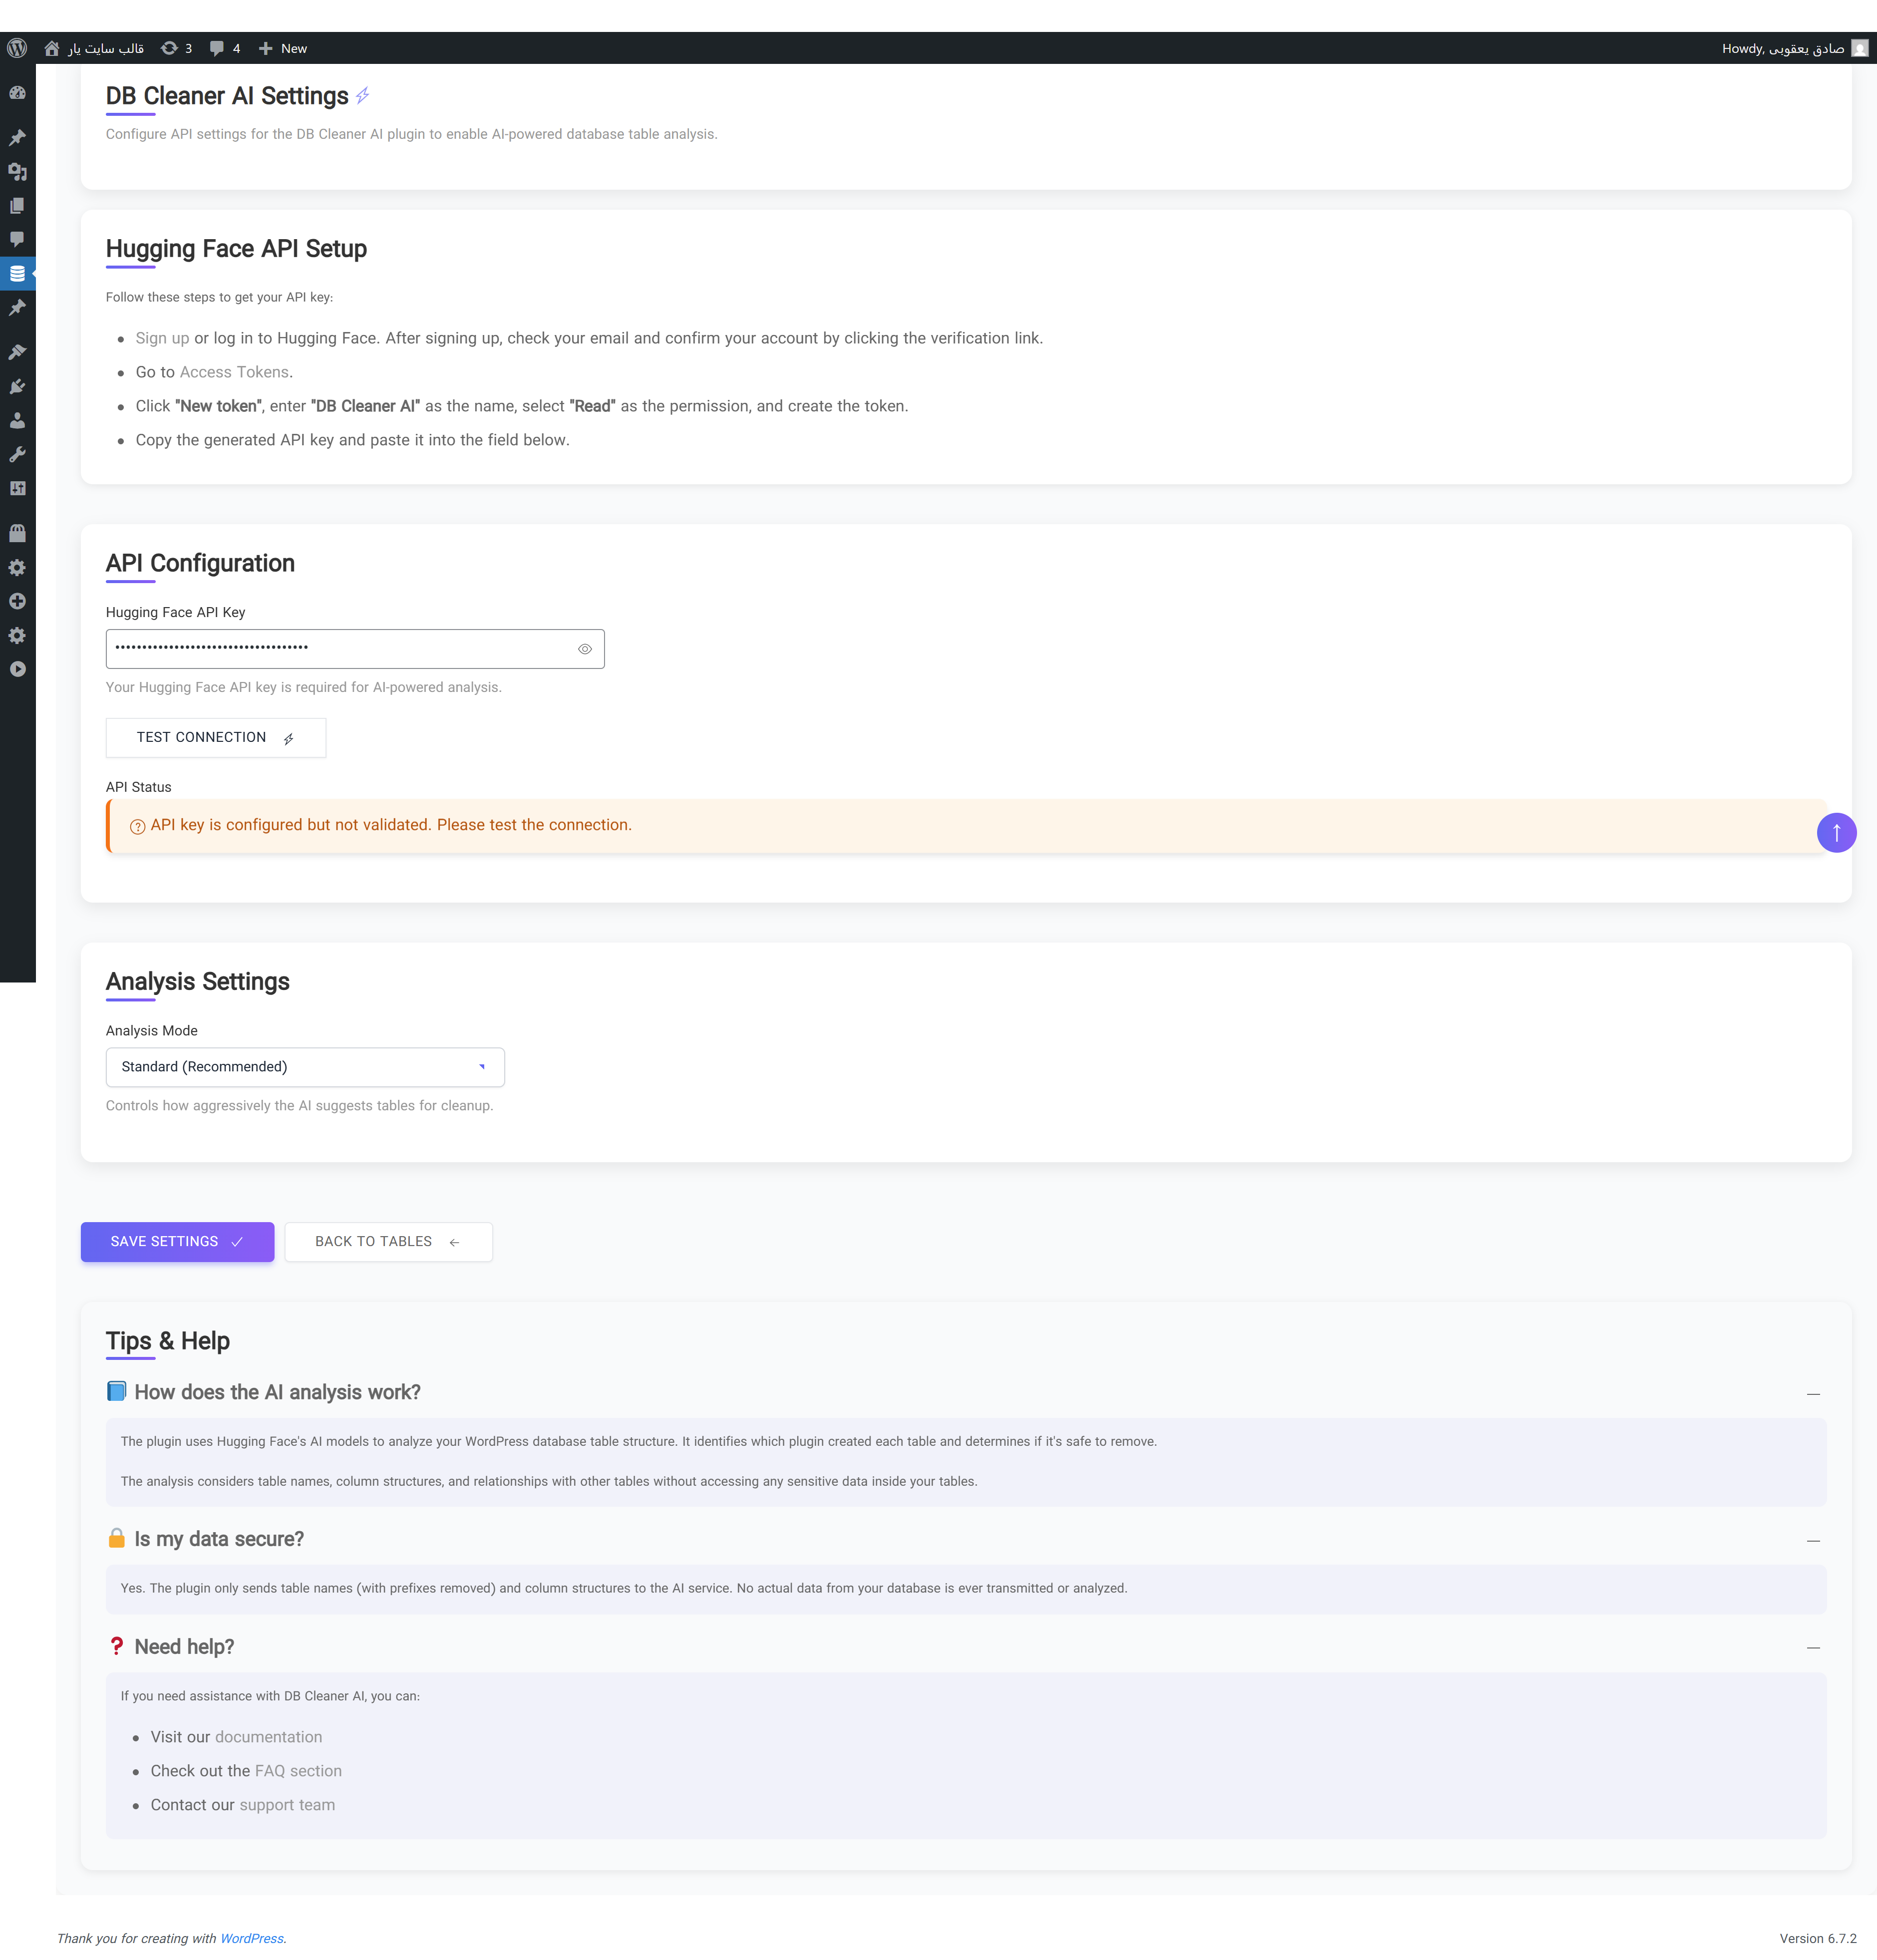 قالب سایت یار 3 4 New Howdy, صادق یعقوبی
DB Cleaner AI Settings
Configure API settings for the DB Cleaner AI plugin to enable AI-powered database table analysis.
Hugging Face API Setup
Follow these steps to get your API key:
Sign up or log in to Hugging Face. After signing up, check your email and confirm your account by clicking the verification link.
Go to Access Tokens.
Click "New token", enter "DB Cleaner AI" as the name, select "Read" as the permission, and create the token.
Copy the generated API key and paste it into the field below.
API Configuration
Hugging Face API Key
Your Hugging Face API key is required for AI-powered analysis.
TEST CONNECTION
API Status
API key is configured but not validated. Please test the connection.
Analysis Settings
Analysis Mode
Standard (Recommended)
Controls how aggressively the AI suggests tables for cleanup.
SAVE SETTINGS BACK TO TABLES
Tips & Help
How does the AI analysis work?
The plugin uses Hugging Face's AI models to analyze your WordPress database table structure. It identifies which plugin created each table and determines if it's safe to remove.
The analysis considers table names, column structures, and relationships with other tables without accessing any sensitive data inside your tables.
Is my data secure?
Yes. The plugin only sends table names (with prefixes removed) and column structures to the AI service. No actual data from your database is ever transmitted or analyzed.
Need help?
If you need assistance with DB Cleaner AI, you can:
Visit our documentation
Check out the FAQ section
Contact our support team
Thank you for creating with WordPress. Version 6.7.2